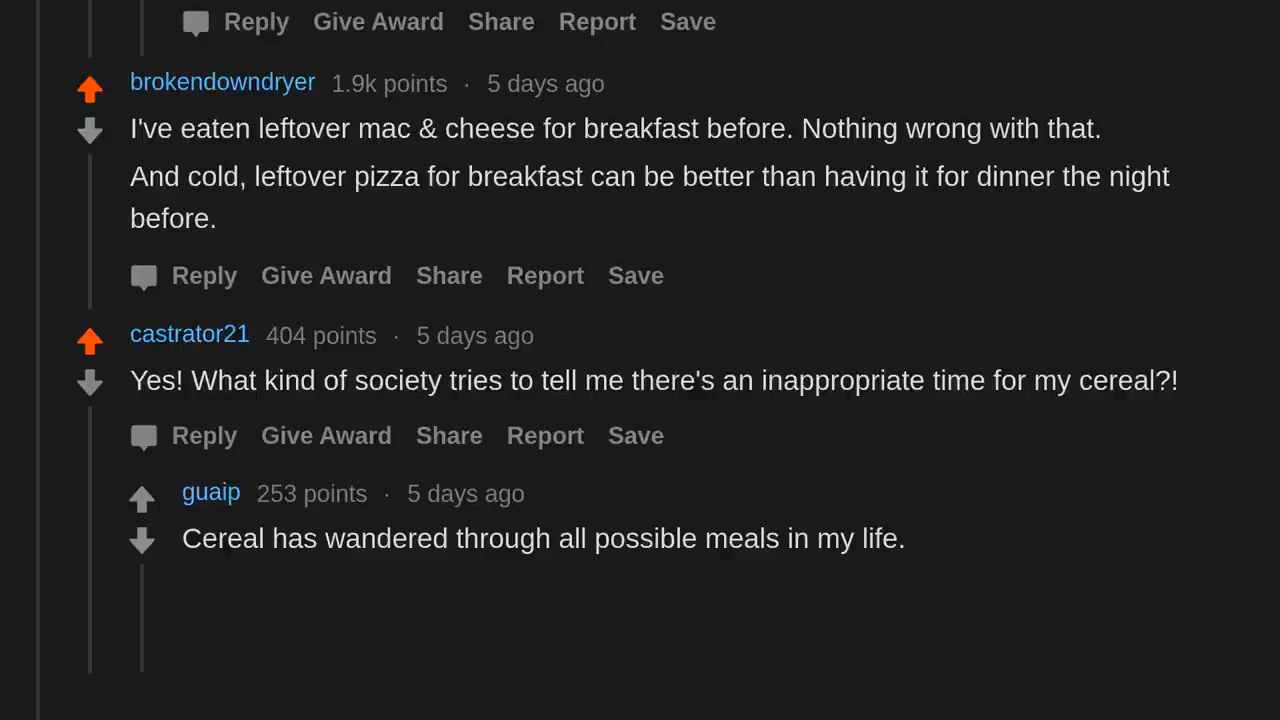 Reply Give Award Share Report Save
brokendowndryer 1.9k points · 5 days ago
I've eaten leftover mac & cheese for breakfast before. Nothing wrong with that.
And cold, leftover pizza for breakfast can be better than having it for dinner the night
before.
Reply Give Award Share Report Save
castrator21 404 points · 5 days ago
Yes! What kind of society tries to tell me there's an inappropriate time for my cereal?!
Reply Give Award Share Report Save
guaip 253 points · 5 days ago
Cereal has wandered through all possible meals in my life.